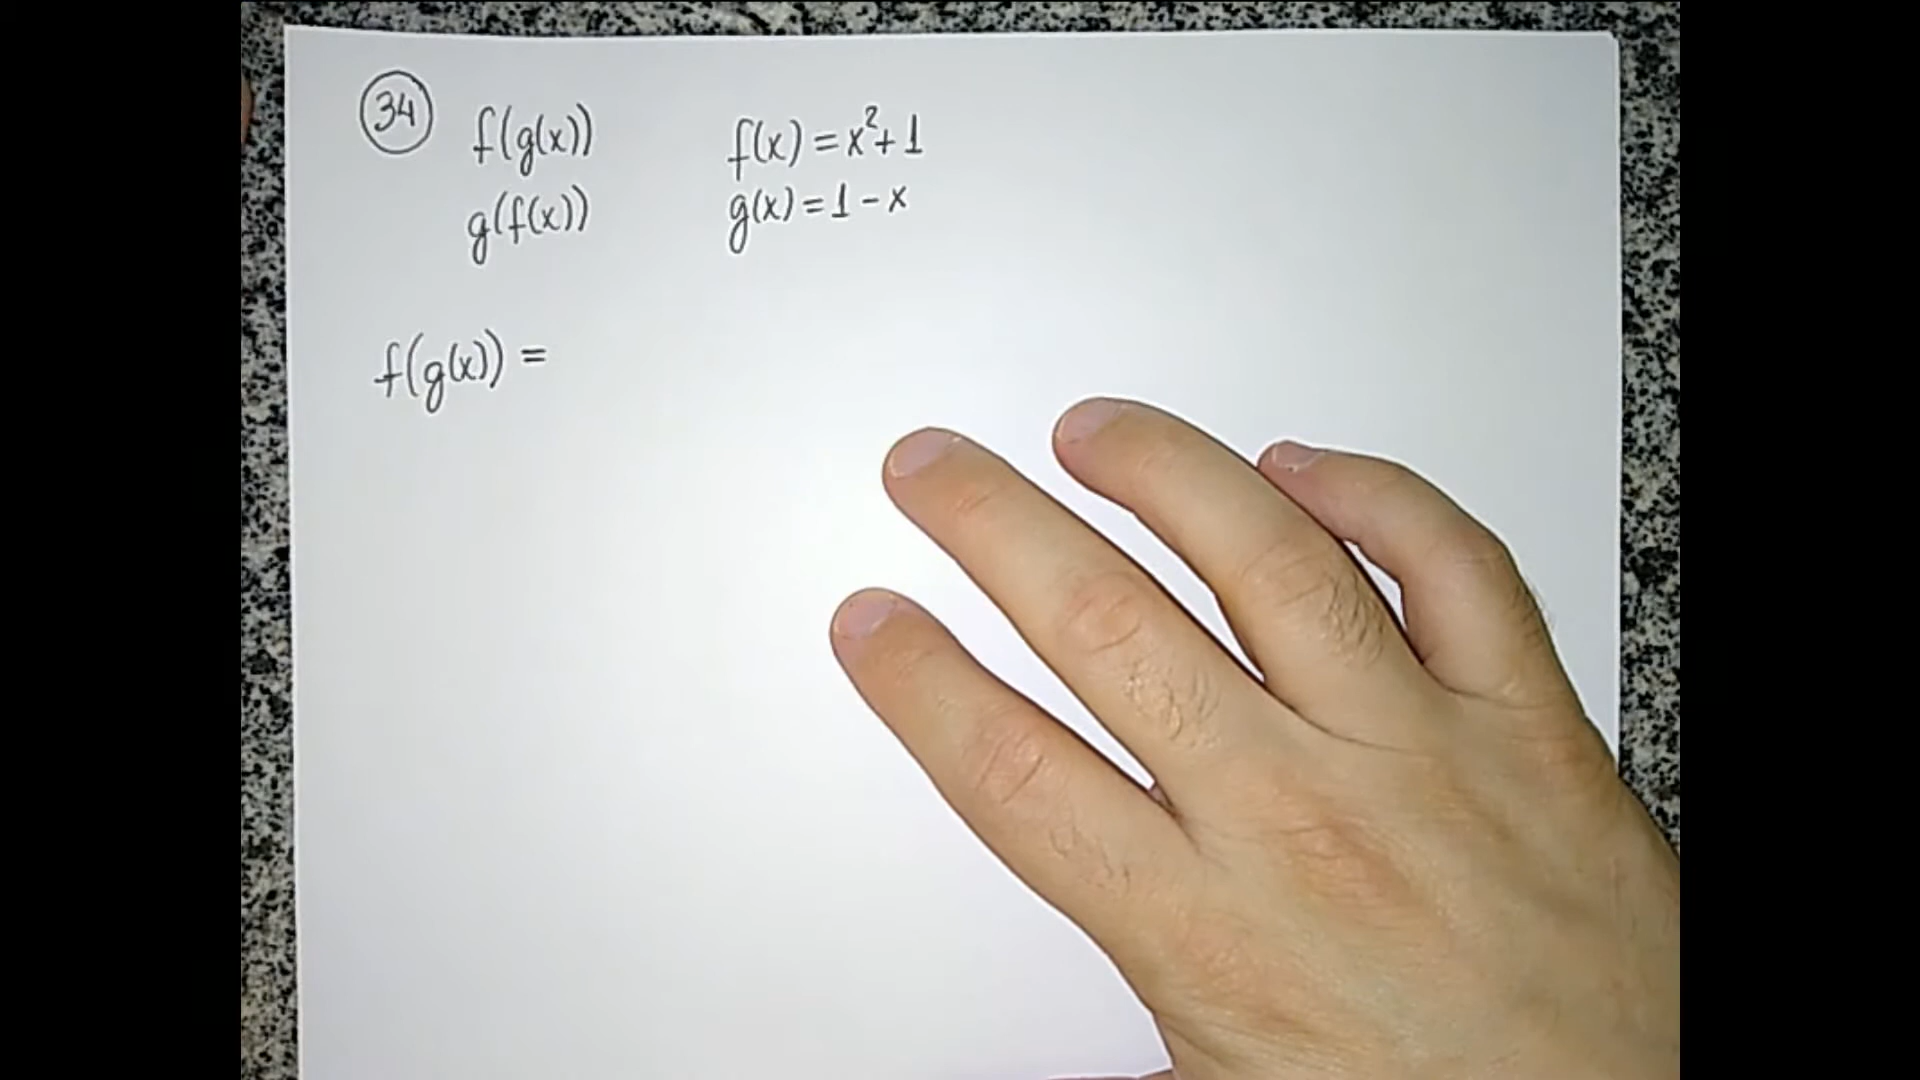 34 f(g(x)) f(x) = x²+1
g(f(x)) g(x) = 1 - x
f(g(x)) =